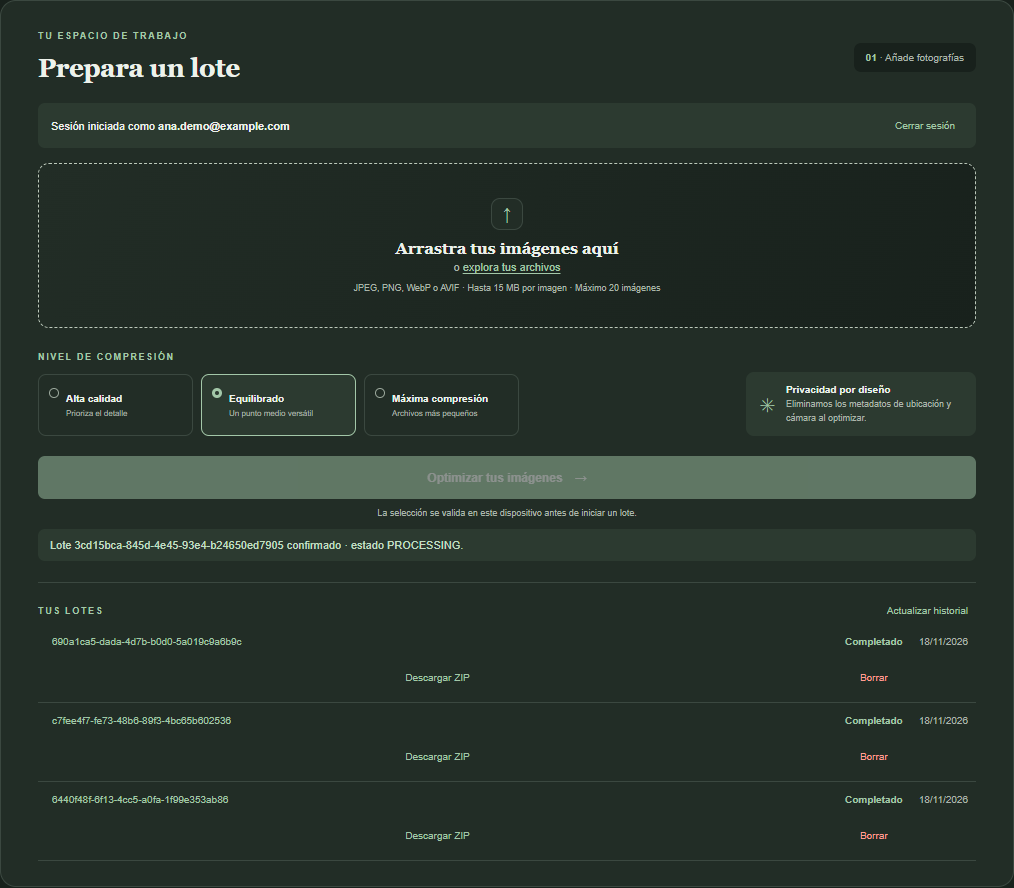 TU ESPACIO DE TRABAJO
Prepara un lote
01 · Añade fotografías
Sesión iniciada como ana.demo@example.com
Cerrar sesión
↑
Arrastra tus imágenes aquí
o explora tus archivos
JPEG, PNG, WebP o AVIF · Hasta 15 MB por imagen · Máximo 20 imágenes
NIVEL DE COMPRESIÓN
Alta calidad
Prioriza el detalle
Equilibrado
Un punto medio versátil
Máxima compresión
Archivos más pequeños
Privacidad por diseño
Eliminamos los metadatos de ubicación y
cámara al optimizar.
Optimizar tus imágenes →
La selección se valida en este dispositivo antes de iniciar un lote.
Lote 3cd15bca-845d-4e45-93e4-b24650ed7905 confirmado · estado PROCESSING.
TUS LOTES
Actualizar historial
690a1ca5-dada-4d7b-b0d0-5a019c9a6b9c
Completado 18/11/2026
Descargar ZIP
Borrar
c7fee4f7-fe73-48b6-89f3-4bc65b602536
Completado 18/11/2026
Descargar ZIP
Borrar
6440f48f-6f13-4cc5-a0fa-1f99e353ab86
Completado 18/11/2026
Descargar ZIP
Borrar